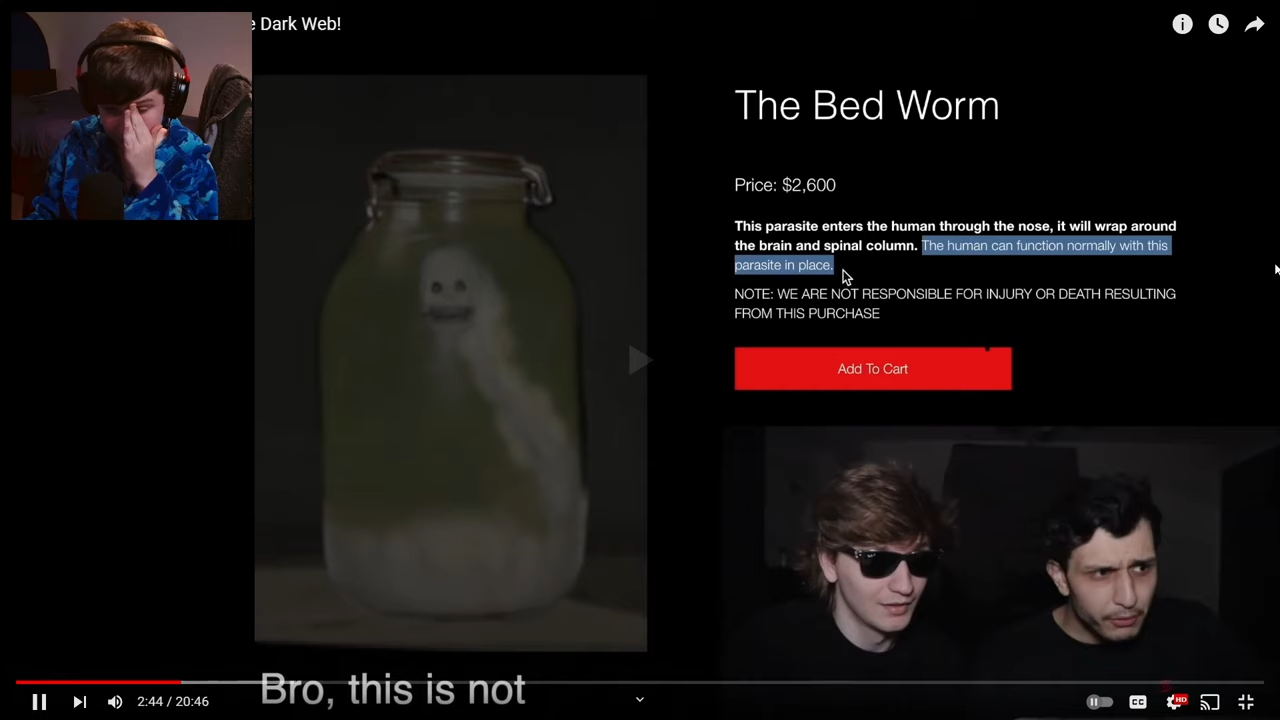 e Dark Web!
The Bed Worm
Price: $2,600
This parasite enters the human through the nose, it will wrap around
the brain and spinal column. The human can function normally with this
parasite in place.
NOTE: WE ARE NOT RESPONSIBLE FOR INJURY OR DEATH RESULTING
FROM THIS PURCHASE
Add To Cart
Bro, this is not
2:44 / 20:46
CC
HD